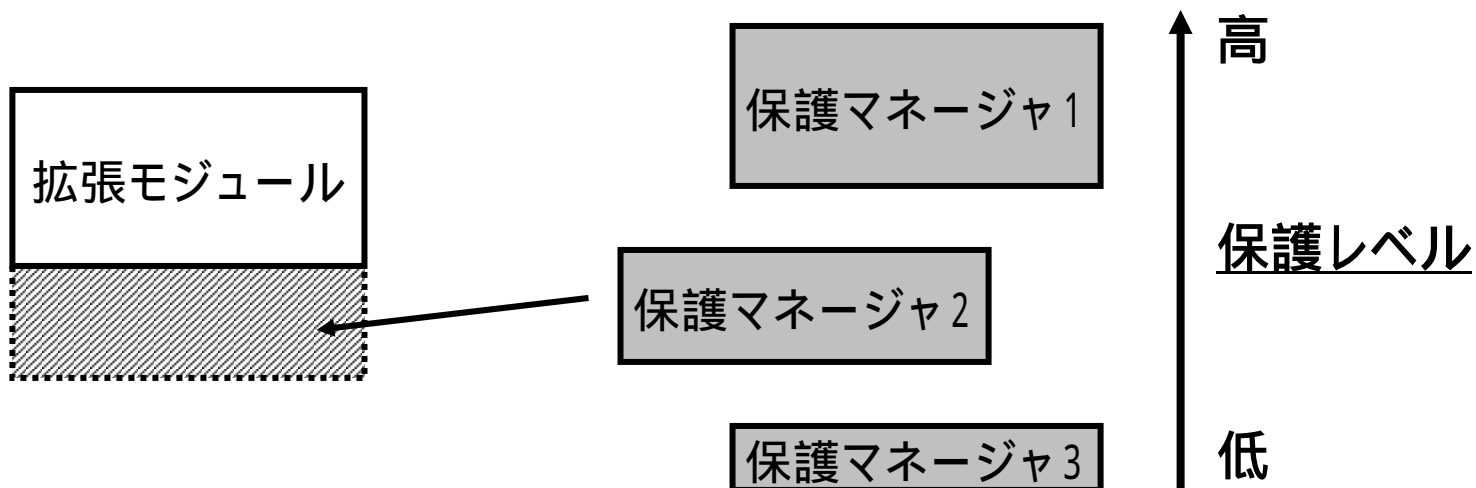 高
保護マネージャ1
拡張モジュール
保護レベル
保護マネージャ2
低
保護マネージャ3